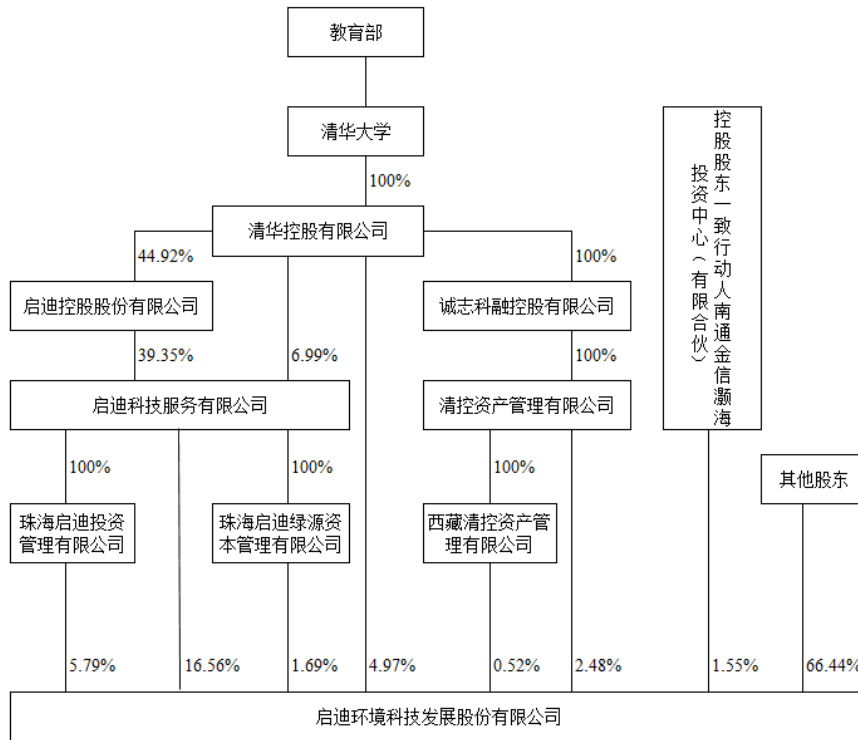 教育部
清华大学
100%
清华控股有限公司
44.92%
100%
启迪控股股份有限公司
诚志科融控股有限公司
控股股东一致行动人南通金信灏海
投资中心（有限合伙）
39.35%
6.99%
100%
启迪科技服务有限公司
清控资产管理有限公司
100%
100%
100%
其他股东
珠海启迪投资
管理有限公司
珠海启迪绿源资
本管理有限公司
西藏清控资产管
理有限公司
5.79%
16.56%
1.69%
4.97%
0.52%
2.48%
1.55%
66.44%
启迪环境科技发展股份有限公司